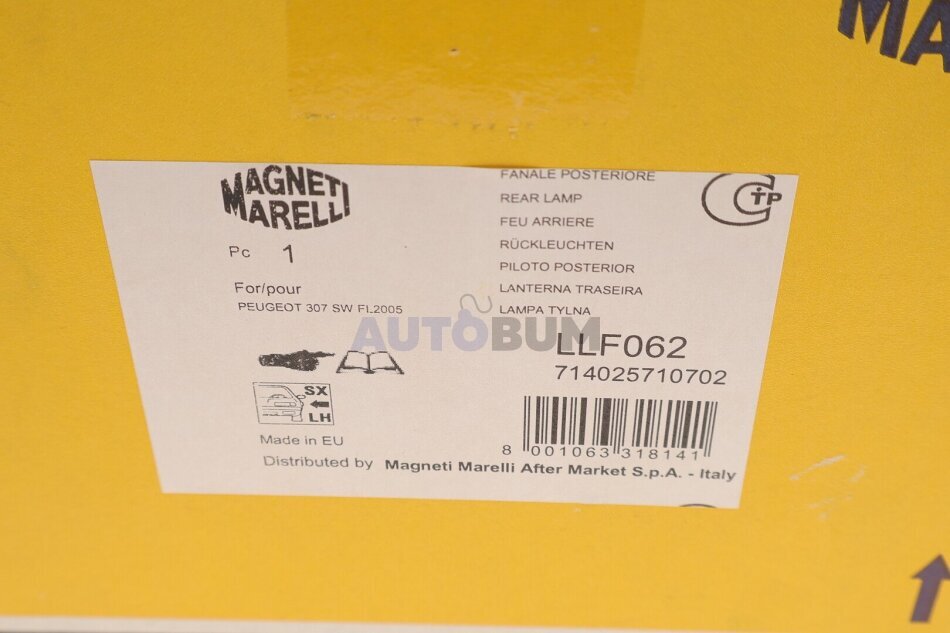 MA
MAGNETI
MARELLI
Pc 1
For/pour
PEUGEOT 307 SW FL2005
SX
LH
Made in EU
Distributed by Magneti Marelli After Market S.p.A. - Italy
FANALE POSTERIORE
REAR LAMP
FEU ARRIERE
RÜCKLEUCHTEN
PILOTO POSTERIOR
LANTERNA TRASEIRA
LAMPA TYLNA
LLF062
714025710702
8 001063 318141
TP
AUTOBUM